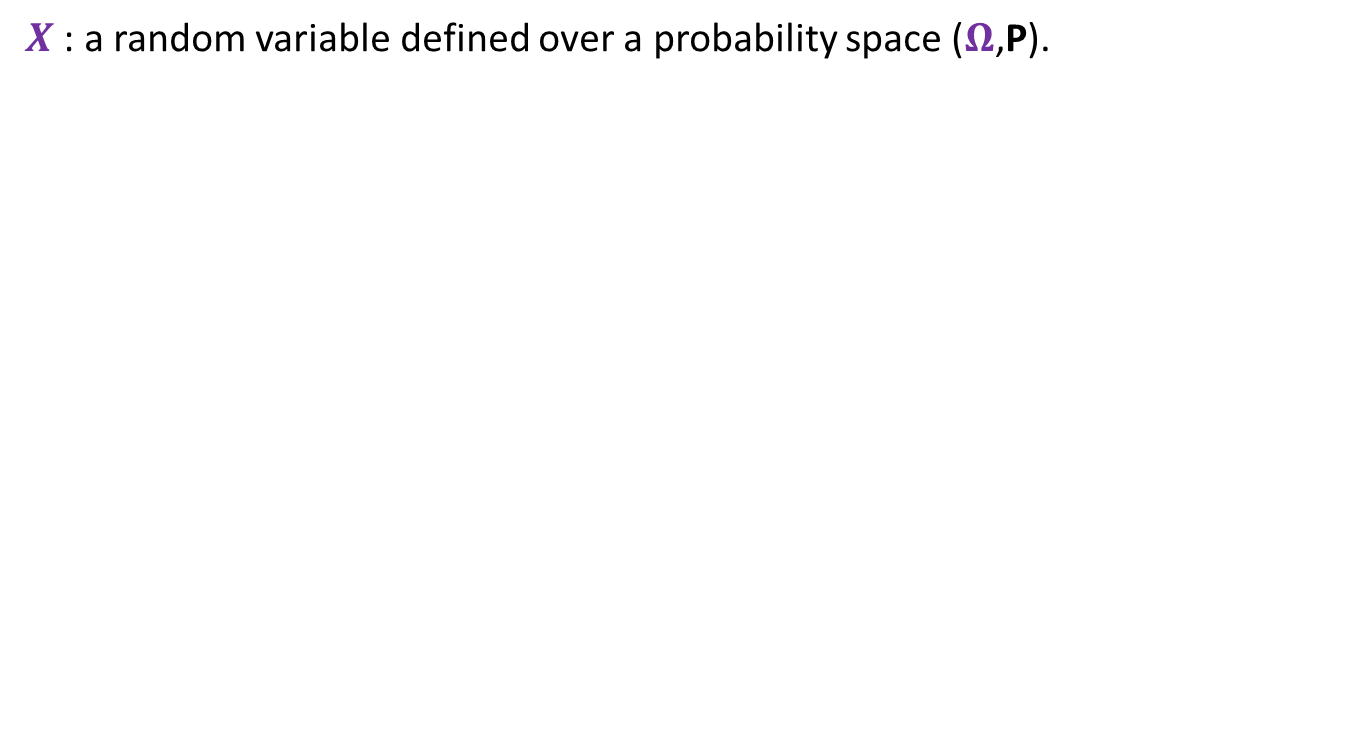 X : a random variable defined over a probability space (Ω,P).